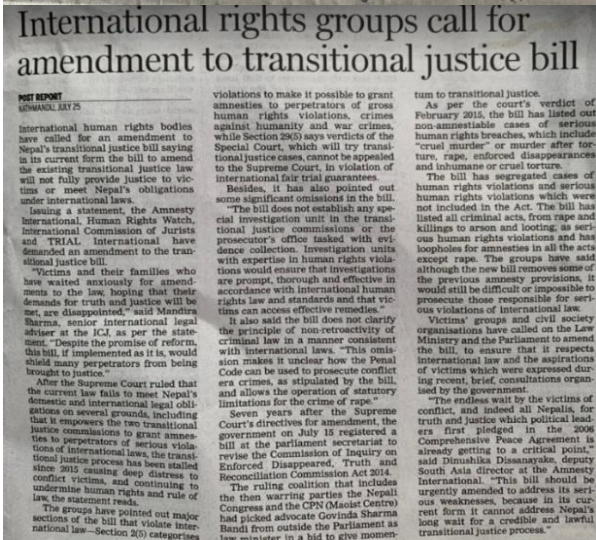 International rights groups call for
amendment to transitional justice bill
POST REPORT
KATHMANDU, JULY 25
International human rights bodies
have called for an amendment to
Nepal's transitional justice bill saying
in its current form the bill to amend
the existing transitional justice law
will not fully provide justice to vic-
tims or meet Nepal's obligations
under international laws.
Issuing a statement, the Amnesty
International, Human Rights Watch,
International Commission of Jurists
and TRIAL International have
demanded an amendment to the tran-
sitional justice bill.
"Victims and their families who
have waited anxiously for amend-
ments to the law, hoping that their
demands for truth and justice will be
met, are disappointed," said Mandira
Sharma, senior international legal
adviser at the ICJ, as per the state-
ment. "Despite the promise of reform,
this bill, if implemented as it is, would
shield many perpetrators from being
brought to justice."
After the Supreme Court ruled that
the current law fails to meet Nepal's
domestic and international legal obli-
gations on several grounds, including
that it empowers the two transitional
justice commissions to grant amnes-
ties to perpetrators of serious viola-
tions of international laws, the transi-
tional justice process has been stalled
since 2015 causing deep distress to
conflict victims, and continuing to
undermine human rights and rule of
law, the statement reads.
The groups have pointed out major
sections of the bill that violate inter-
national law—Section 2(5) categorises
violations to make it possible to grant
amnesties to perpetrators of gross
human rights violations, crimes
against humanity and war crimes,
while Section 29(5) says verdicts of the
Special Court, which will try transi-
tional justice cases, cannot be appealed
to the Supreme Court, in violation of
international fair trial guarantees.
Besides, it has also pointed out
some significant omissions in the bill.
"The bill does not establish any spe-
cial investigation unit in the transi-
tional justice commissions or the
prosecutor's office tasked with evi-
dence collection. Investigation units
with expertise in human rights viola-
tions would ensure that investigations
are prompt, thorough and effective in
accordance with international human
rights law and standards and that vic-
tims can access effective remedies."
It also said the bill does not clarify
the principle of non-retroactivity of
criminal law in a manner consistent
with international laws. "This omis-
sion makes it unclear how the Penal
Code can be used to prosecute conflict
era crimes, as stipulated by the bill,
and allows the operation of statutory
limitations for the crime of rape."
Seven years after the Supreme
Court's directives for amendment, the
government on July 15 registered a
bill at the parliament secretariat to
revise the Commission of Inquiry on
Enforced Disappeared, Truth and
Reconciliation Commission Act 2014.
The ruling coalition that includes
the then warring parties the Nepali
Congress and the CPN (Maoist Centre)
had picked advocate Govinda Sharma
Bandi from outside the Parliament as
law minister in a bid to give momen-
tum to transitional justice.
As per the court's verdict of
February 2015, the bill has listed out
non-amnestiable cases of serious
human rights breaches, which include
"cruel murder" or murder after tor-
ture, rape, enforced disappearances
and inhumane or cruel torture.
The bill has segregated cases of
human rights violations and serious
human rights violations which were
not included in the Act. The bill has
listed all criminal acts, from rape and
killings to arson and looting, as seri-
ous human rights violations and has
loopholes for amnesties in all the acts
except rape. The groups have said
although the new bill removes some of
the previous amnesty provisions, it
would still be difficult or impossible to
prosecute those responsible for seri-
ous violations of international law.
Victims' groups and civil society
organisations have called on the Law
Ministry and the Parliament to amend
the bill, to ensure that it respects
international law and the aspirations
of victims which were expressed dur-
ing recent, brief, consultations organ-
ised by the government.
"The endless wait by the victims of
conflict, and indeed all Nepalis, for
truth and justice which political lead-
ers first pledged in the 2006
Comprehensive Peace Agreement is
already getting to a critical point,"
said Dinushika Dissanayake, deputy
South Asia director at the Amnesty
International. "This bill should be
urgently amended to address its seri-
ous weaknesses, because in its cur-
rent form it cannot address Nepal's
long wait for a credible and lawful
transitional justice process."